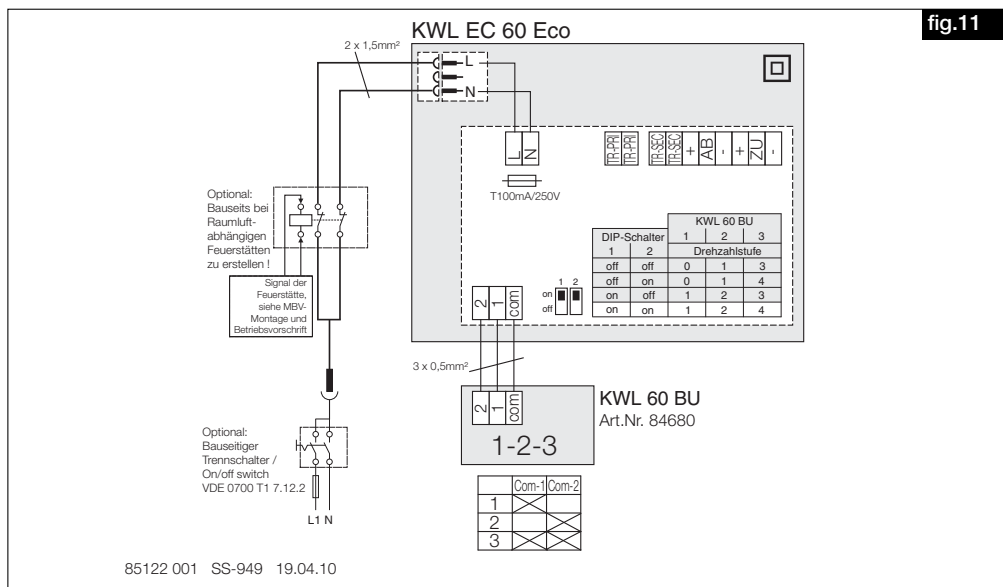 fig.11
KWL EC 60 Eco
2 x 1,5mm²
L
N
L
N
T100mA/250V
TR-PRI
TR-PRI
TR-SEC
TR-SEC
+
AB
-
+
ZU
-
Optional:
Bauseits bei
Raumluft-
abhängigen
Feuerstätten
zu erstellen !
Signal der
Feuerstätte,
siehe MBV-
Montage und
Betriebsvorschrift
KWL 60 BU
DIP-Schalter 1 2 3
1 2 Drehzahlstufe
off off 0 1 3
off on 0 1 4
on off 1 2 3
on on 1 2 4
1 2
on
off
2 1 com
3 x 0,5mm²
2 1 com
1-2-3
KWL 60 BU
Art.Nr. 84680
Optional:
Bauseitiger
Trennschalter /
On/off switch
VDE 0700 T1 7.12.2
L1 N
Com-1 Com-2
1
2
3
85122 001 SS-949 19.04.10